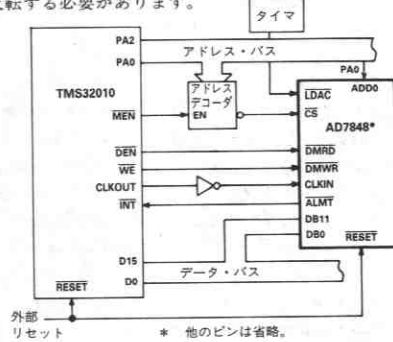 転する必要があります。
タイマ
PA2
アドレス・バス
PA0
PA0
TMS32010
アドレス
デコーダ
EN
LDAC
ADD0
MEN
CS
AD7848*
DEN
DMRD
WE
DMWR
CLKOUT
CLKIN
INT
ALMT
DB11
DB0
RESET
D15
データ・バス
D0
RESET
外部
リセット
* 他のピンは省略。